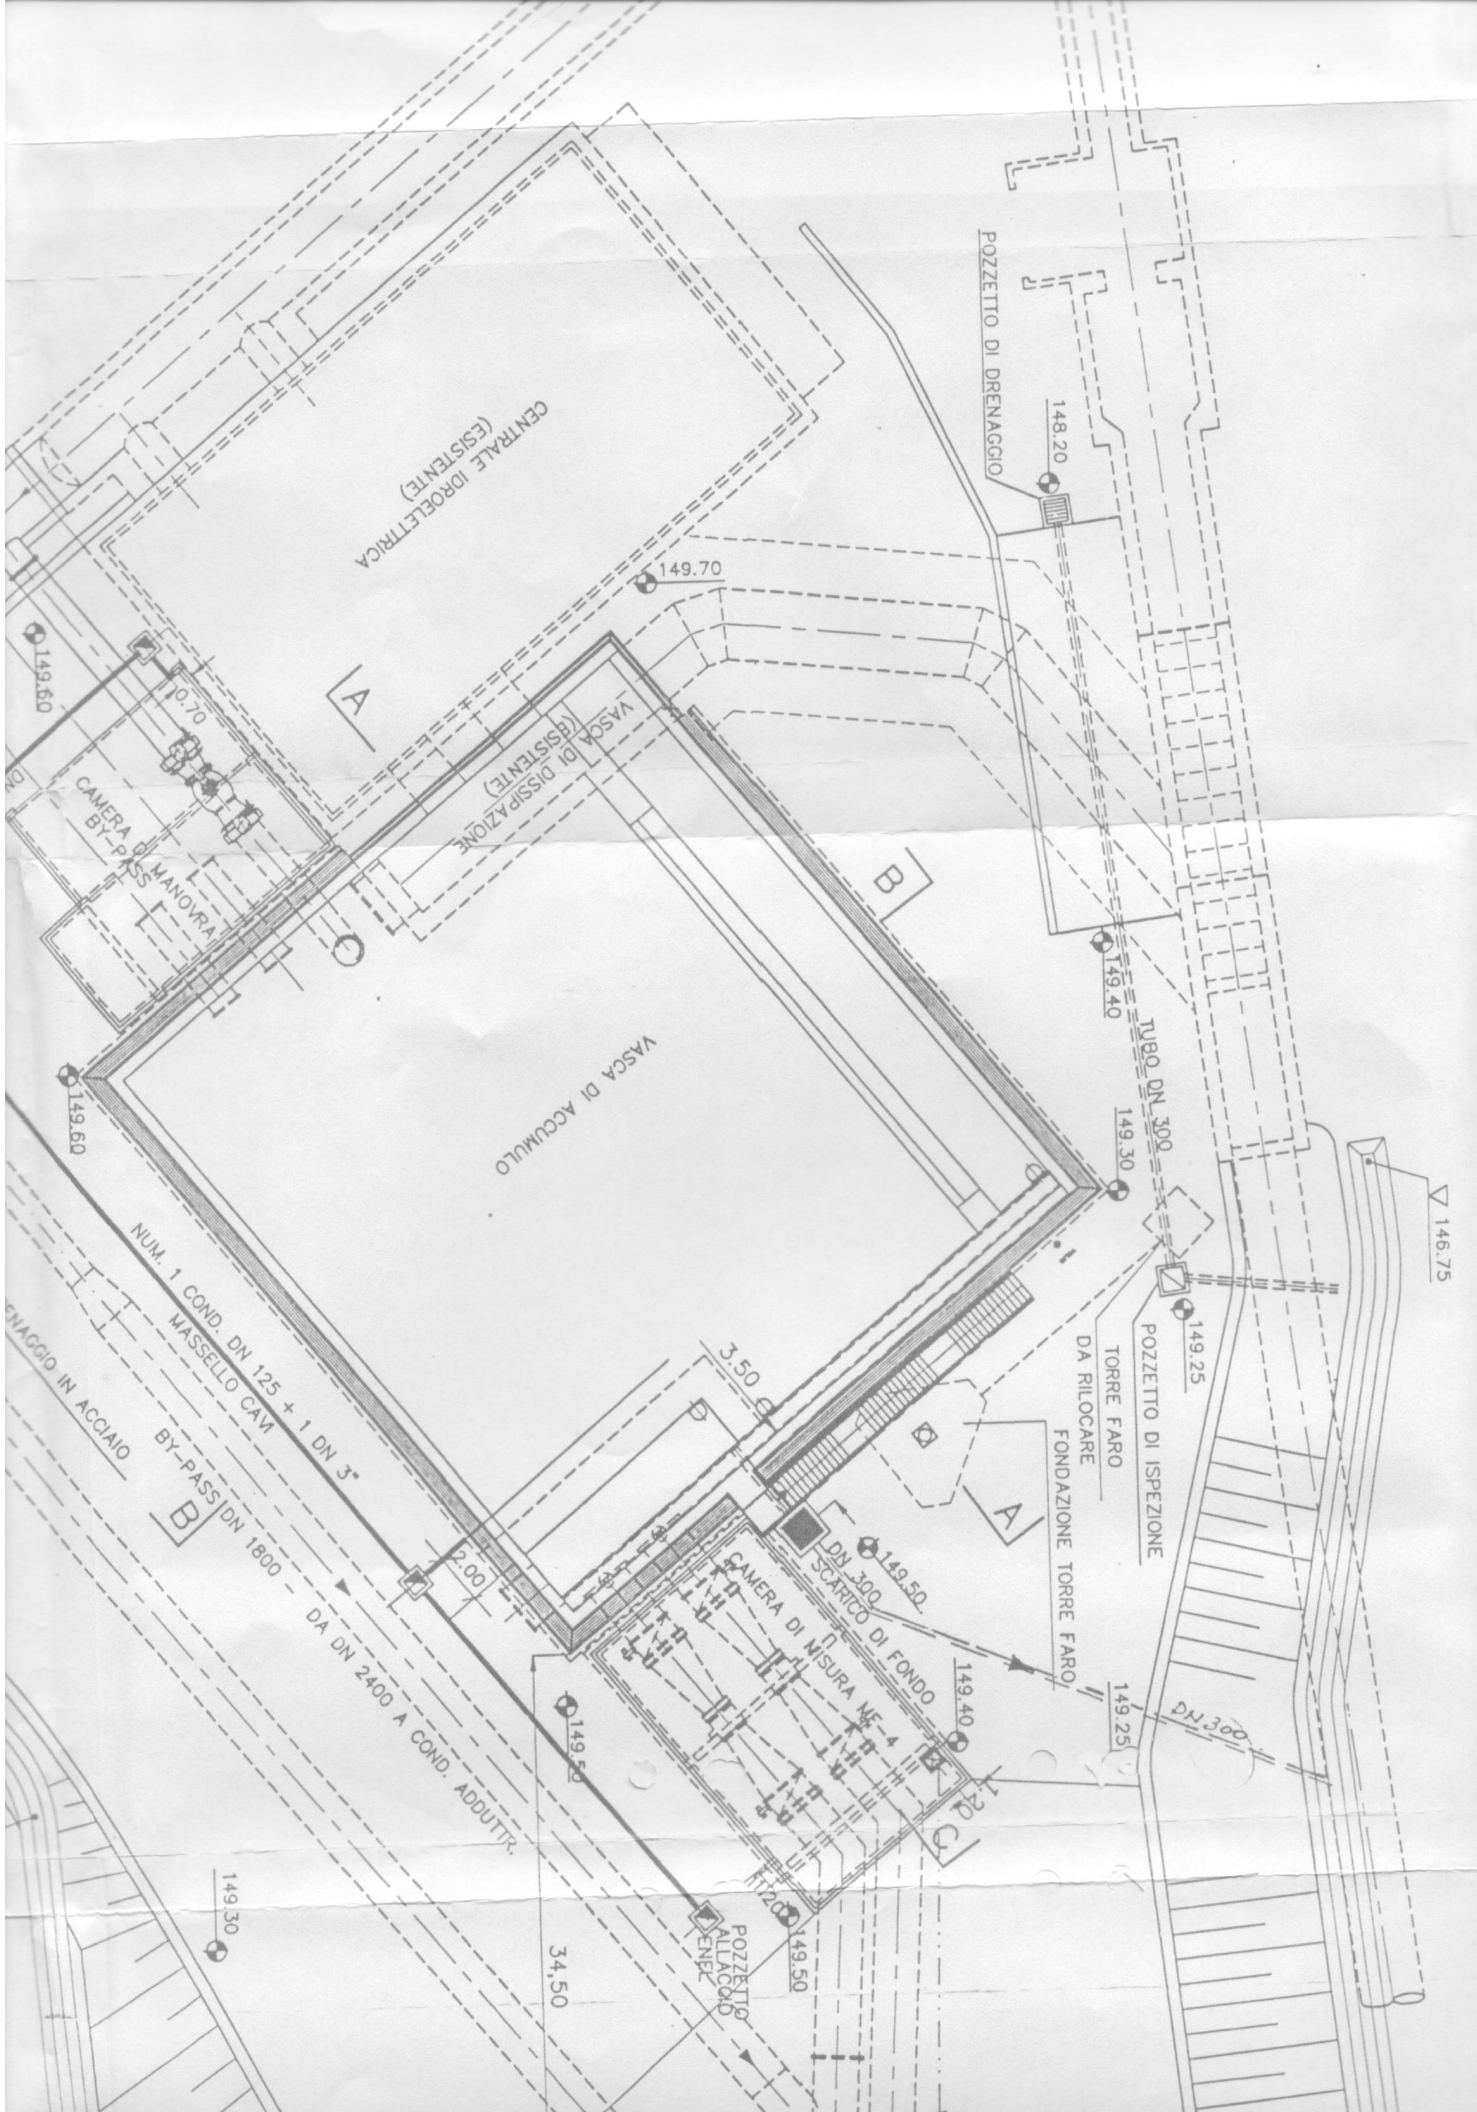 POZZETTO DI DRENAGGIO
148.20
CENTRALE IDROELETTRICA
(ESISTENTE)
149.70
149.60
0.70
A
VASCA DI DISSIPAZIONE
(ESISTENTE)
CAMERA DI MANOVRA
BY-PASS
B
149.40
TUBO DN 300
149.30
VASCA DI ACCUMULO
149.60
146.75
149.25
POZZETTO DI ISPEZIONE
TORRE FARO
DA RILOCARE
FONDAZIONE TORRE FARO
NUM. 1 COND. DN 125 + 1 DN 3"
MASSELLO CAVI
3.50
ENAGGIO IN ACCIAIO
BY-PASS DN 1800 - DA DN 2400 A COND. ADDUTTR.
B
A
2.00
149.50
DN 300
SCARICO DI FONDO
CAMERA DI MISURA NE 4
149.40
149.25
DN 300
149.50
1.20
C
1.20
149.50
149.30
34,50
POZZETTO
ALLACCIO
ENEL